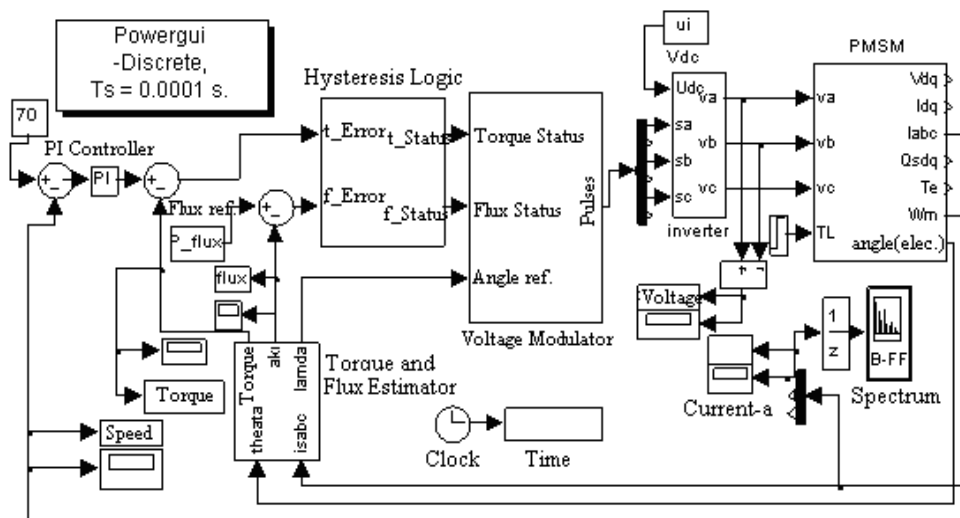 Powergui
-Discrete,
Ts = 0.0001 s.
70
PI Controller
+
-
PI
+
-
Flux ref.
+
-
P_flux
flux
Hysteresis Logic
t_Error
t_Status
f_Error
f_Status
Torque Status
Flux Status
Angle ref.
Pulses
Voltage Modulator
ui
Vdc
Udc
sa
sb
sc
va
vb
vc
inverter
PMSM
va
vb
vc
TL
Vdq
Idq
Iabc
Qsdq
Te
Wm
angle(elec.)
+
-
Voltage
1
z
B-FF
Spectrum
Current-a
Torque
akı
lamda
theata
isabc
Torque and
Flux Estimator
Torque
Speed
Clock
Time